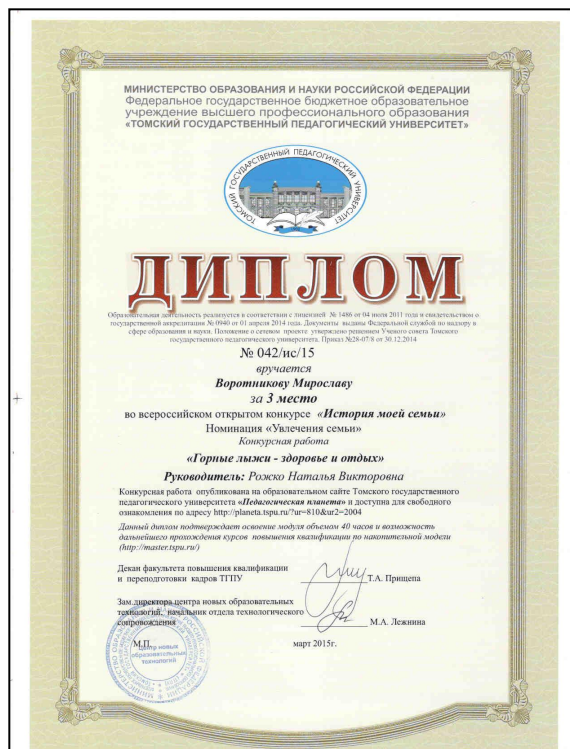 МИНИСТЕРСТВО ОБРАЗОВАНИЯ И НАУКИ РОССИЙСКОЙ ФЕДЕРАЦИИ
Федеральное государственное бюджетное образовательное
учреждение высшего профессионального образования
«ТОМСКИЙ ГОСУДАРСТВЕННЫЙ ПЕДАГОГИЧЕСКИЙ УНИВЕРСИТЕТ»
ТОМСКИЙ ГОСУДАРСТВЕННЫЙ ПЕДАГОГИЧЕСКИЙ УНИВЕРСИТЕТ
ДИПЛОМ
Образовательная деятельность реализуется в соответствии с лицензией № 1486 от 04 июля 2011 года и свидетельством о
государственной аккредитации № 0940 от 01 апреля 2014 года. Документы выданы Федеральной службой по надзору в
сфере образования и науки. Положение о сетевом проекте утверждено решением Ученого совета Томского
государственного педагогического университета. Приказ №28-07/8 от 30.12.2014
№ 042/ис/15
вручается
Воротникову Мирославу
за 3 место
во всероссийском открытом конкурсе «История моей семьи»
Номинация «Увлечения семьи»
Конкурсная работа
«Горные лыжи - здоровье и отдых»
Руководитель: Рожко Наталья Викторовна
Конкурсная работа опубликована на образовательном сайте Томского государственного
педагогического университета «Педагогическая планета» и доступна для свободного
ознакомления по адресу http://planeta.tspu.ru/?ur=810&ur2=2004
Данный диплом подтверждает освоение модуля объемом 40 часов и возможность
дальнейшего прохождения курсов повышения квалификации по накопительной модели
(http://master.tspu.ru/)
Декан факультета повышения квалификации
и переподготовки кадров ТГПУ Т.А. Прищепа
Зам.директора центра новых образовательных
технологий, начальник отдела технологического
сопровождения М.А. Лежнина
М.П. март 2015г.
Центр новых
образовательных
технологий